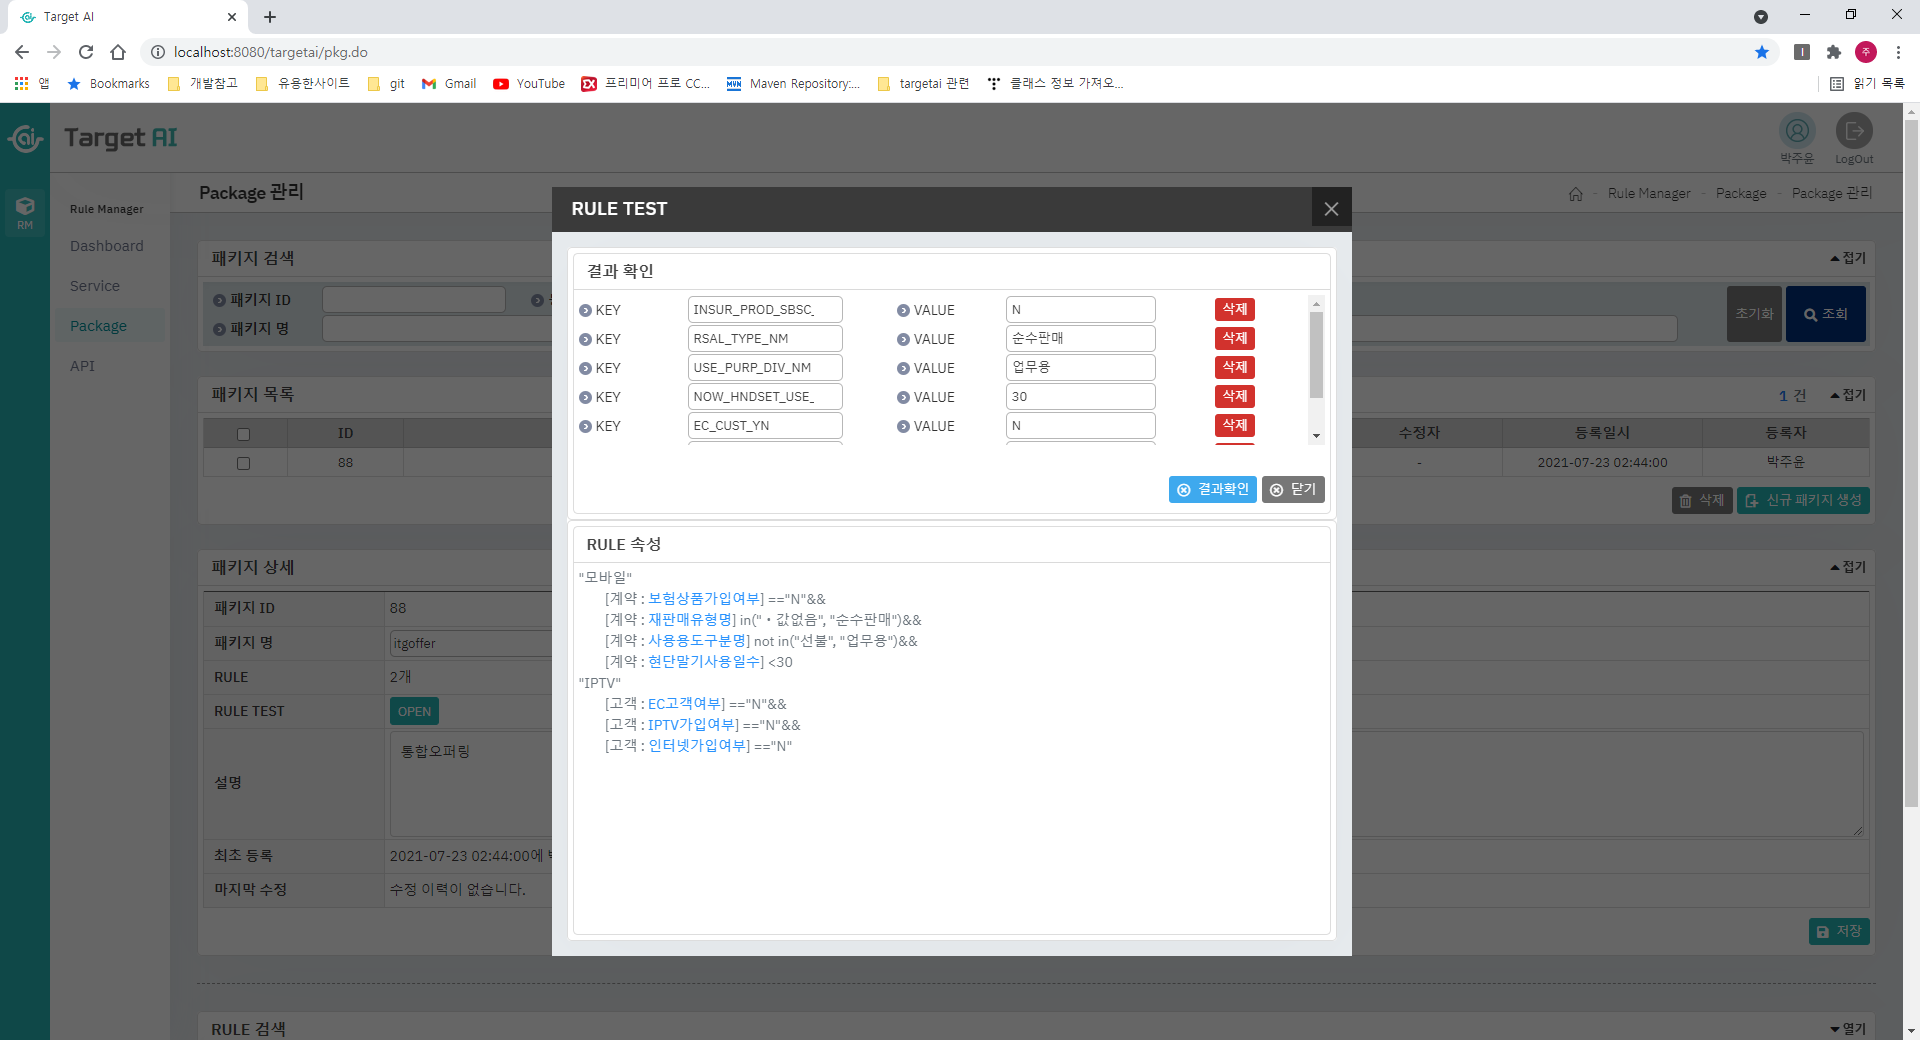 Target AI
localhost:8080/targetai/pkg.do
주
앱 Bookmarks 개발참고 유용한사이트 git Gmail YouTube 프리미어 프로 CC... Maven Repository:... targetai 관련 클래스 정보 가져오... 읽기 목록
ai Target AI
박주윤 LogOut
RM
Rule Manager
Dashboard
Service
Package
API
Package 관리
Rule Manager - Package - Package 관리
패키지 검색 접기
패키지 ID
패키지 명
초기화 조회
패키지 목록 1 건 접기
ID 수정자 등록일시 등록자
88 - 2021-07-23 02:44:00 박주윤
삭제 신규 패키지 생성
패키지 상세 접기
패키지 ID 88
패키지 명 itgoffer
RULE 2개
RULE TEST OPEN
설명 통합오퍼링
최초 등록 2021-07-23 02:44:00에
마지막 수정 수정 이력이 없습니다.
저장
RULE 검색 열기
RULE TEST
결과 확인
KEY INSUR_PROD_SBSC_ VALUE N 삭제
KEY RSAL_TYPE_NM VALUE 순수판매 삭제
KEY USE_PURP_DIV_NM VALUE 업무용 삭제
KEY NOW_HNDSET_USE_ VALUE 30 삭제
KEY EC_CUST_YN VALUE N 삭제
결과확인 닫기
RULE 속성
"모바일"
[계약 : 보험상품가입여부] =="N"&&
[계약 : 재판매유형명] in("・값없음", "순수판매")&&
[계약 : 사용용도구분명] not in("선불", "업무용")&&
[계약 : 현단말기사용일수] <30
"IPTV"
[고객 : EC고객여부] =="N"&&
[고객 : IPTV가입여부] =="N"&&
[고객 : 인터넷가입여부] =="N"